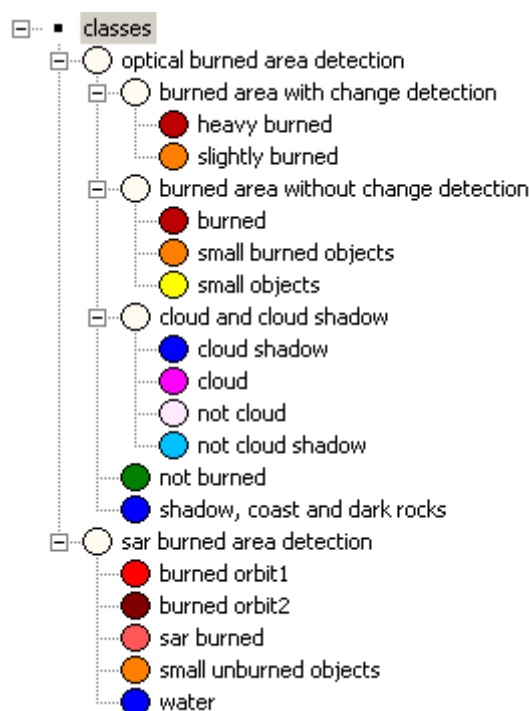 classes
optical burned area detection
burned area with change detection
heavy burned
slightly burned
burned area without change detection
burned
small burned objects
small objects
cloud and cloud shadow
cloud shadow
cloud
not cloud
not cloud shadow
not burned
shadow, coast and dark rocks
sar burned area detection
burned orbit1
burned orbit2
sar burned
small unburned objects
water